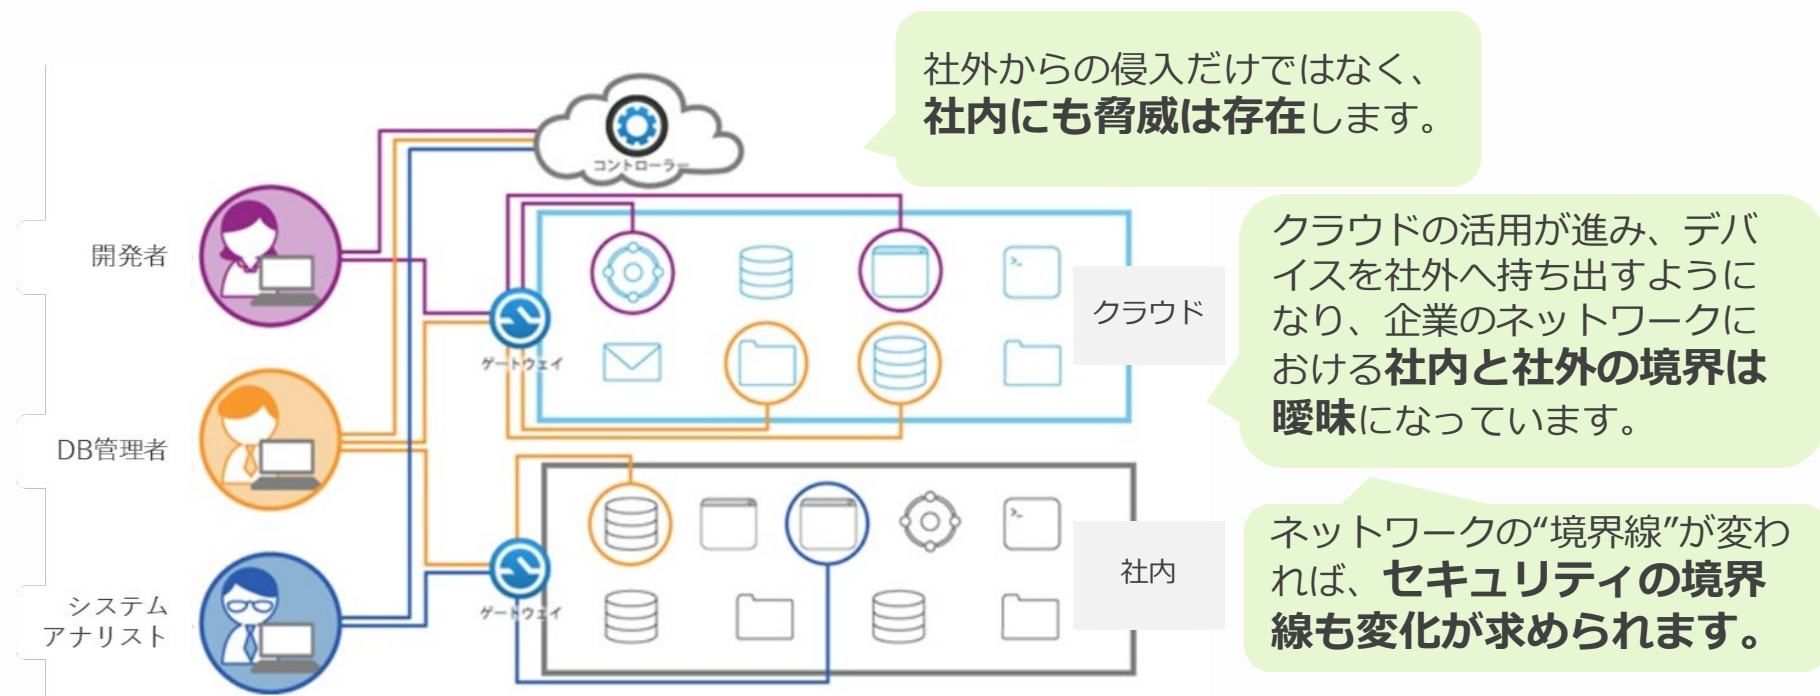 社外からの侵入だけではなく、
社内にも脅威は存在します。
コントローラー
開発者
クラウドの活用が進み、デバ
イスを社外へ持ち出すように
なり、企業のネットワークに
おける社内と社外の境界は
曖昧になっています。
>_
クラウド
ゲートウェイ
DB管理者
>_
社内
ゲートウェイ
ネットワークの“境界線”が変わ
れば、セキュリティの境界
線も変化が求められます。
システム
アナリスト